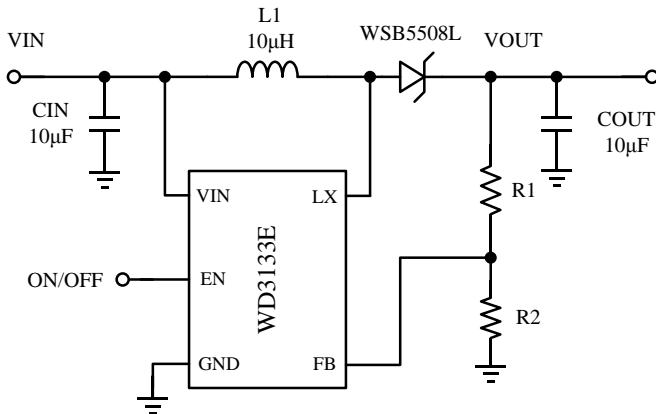 L1
10μH
VIN
WSB5508L
VOUT
CIN
10μF
COUT
10μF
VIN
LX
R1
WD3133E
ON/OFF
EN
R2
GND
FB